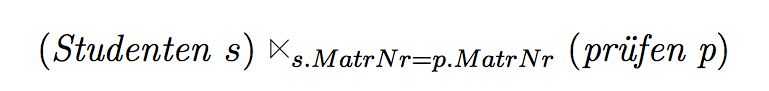 (Studenten s) ⋉s.MatrNr=p.MatrNr (prüfen p)